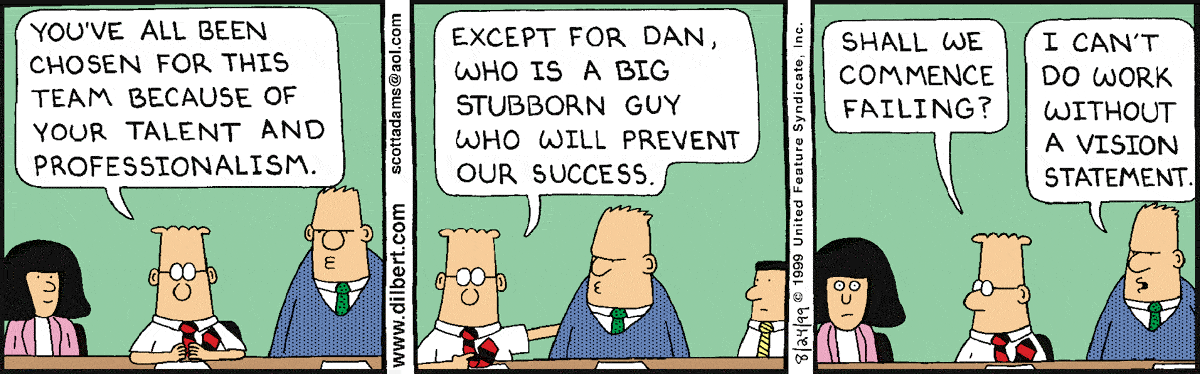 YOU'VE ALL BEEN
CHOSEN FOR THIS
TEAM BECAUSE OF
YOUR TALENT AND
PROFESSIONALISM.
www.dilbert.com scottadams@aol.com
EXCEPT FOR DAN,
WHO IS A BIG
STUBBORN GUY
WHO WILL PREVENT
OUR SUCCESS.
8/24/99 © 1999 United Feature Syndicate, Inc.
SHALL WE
COMMENCE
FAILING?
I CAN'T
DO WORK
WITHOUT
A VISION
STATEMENT.